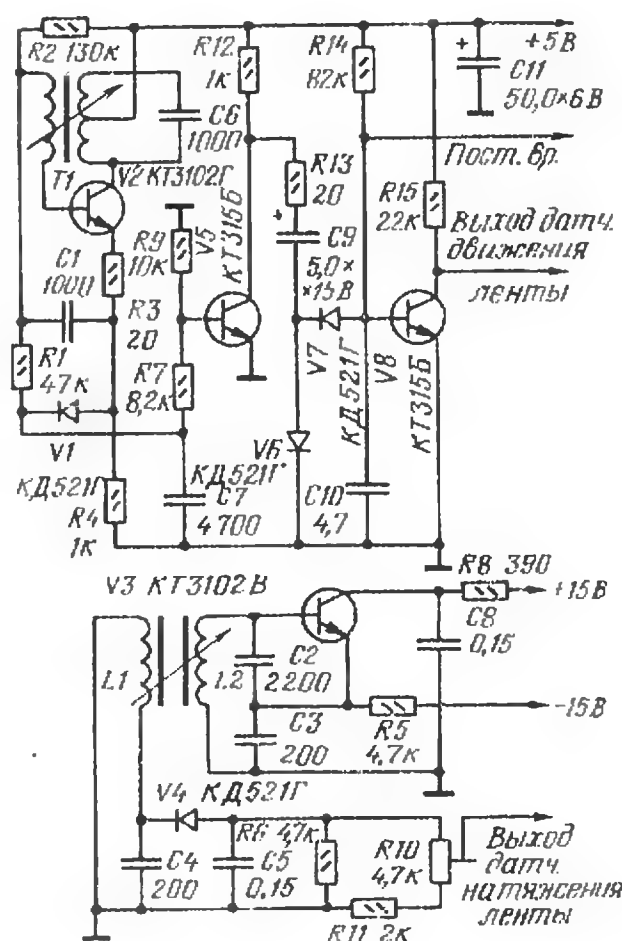 R2 130к
R12
1к
R14
82к
+5В
+
C11
50,0×6В
C6
1000
Пост. вр.
T1
V2 КТ3102Г
R13
20
R15
22к
Выход датч.
движения
ленты
C1
1000
R9
10к
V5
КТ315Б
+
C9
5,0×
×15В
R3
20
R1
47к
R7
8,2к
V7
КД521Г
V8
КТ315Б
V1
КД521Г
V6
КД521Г
R4
1к
C7
4700
C10
4,7
R8 390
+15В
V3 КТ3102В
C8
0,15
L1
L2
C2
2200
C3
200
R5
4,7к
-15В
V4 КД521Г
R6 4,7к
C4
200
C5
0,15
R10
4,7к
Выход
датч.
натяжения
ленты
R11 2к